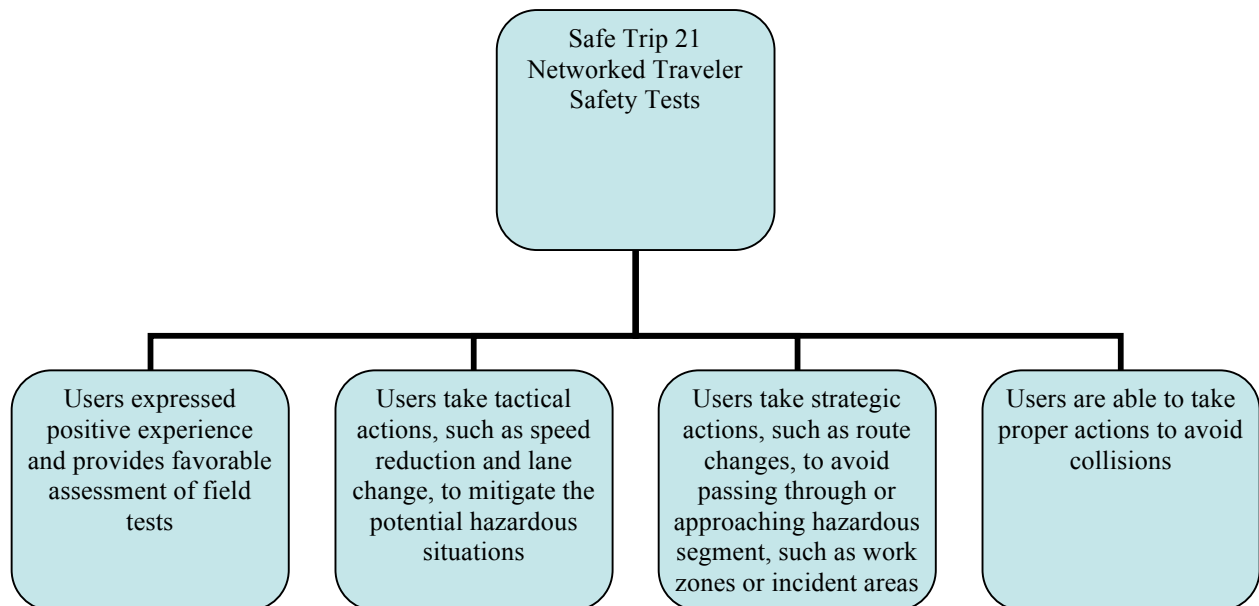 Safe Trip 21
Networked Traveler
Safety Tests
Users expressed
positive experience
and provides favorable
assessment of field
tests
Users take tactical
actions, such as speed
reduction and lane
change, to mitigate the
potential hazardous
situations
Users take strategic
actions, such as route
changes, to avoid
passing through or
approaching hazardous
segment, such as work
zones or incident areas
Users are able to take
proper actions to avoid
collisions